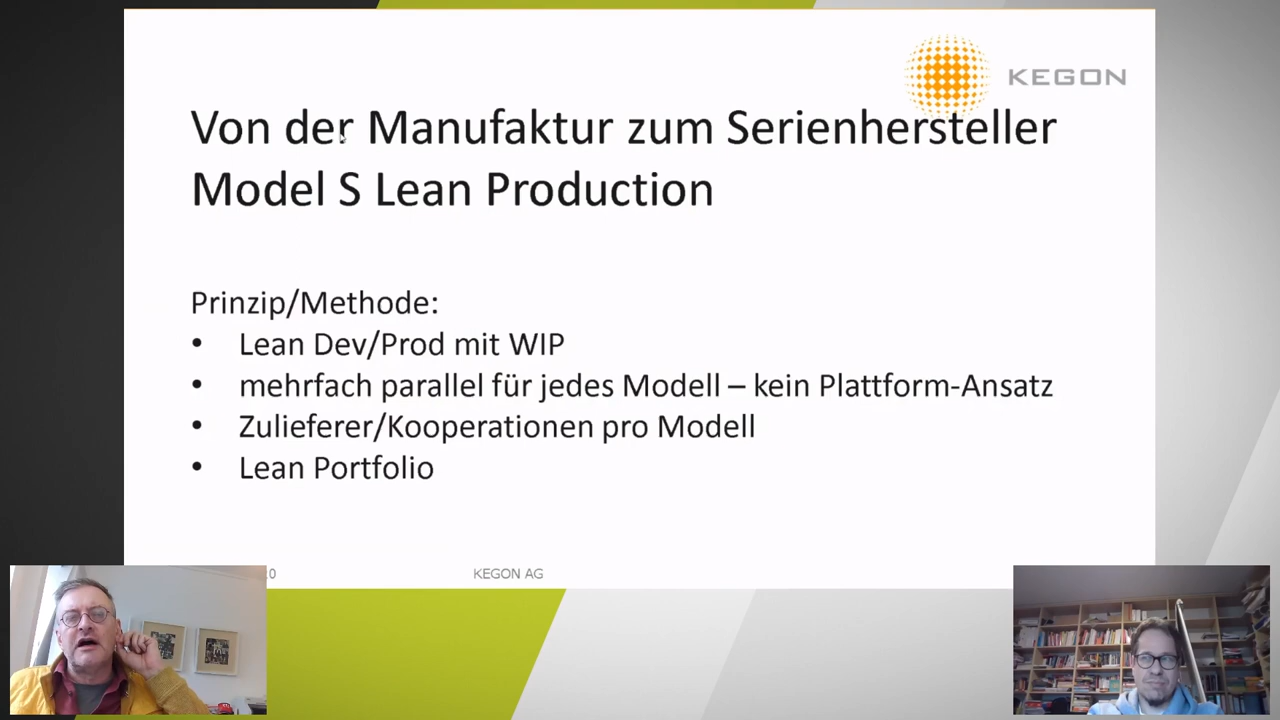 KEGON
Von der Manufaktur zum Serienhersteller
Model S Lean Production
Prinzip/Methode:
• Lean Dev/Prod mit WIP
• mehrfach parallel für jedes Modell – kein Plattform-Ansatz
• Zulieferer/Kooperationen pro Modell
• Lean Portfolio
KEGON AG